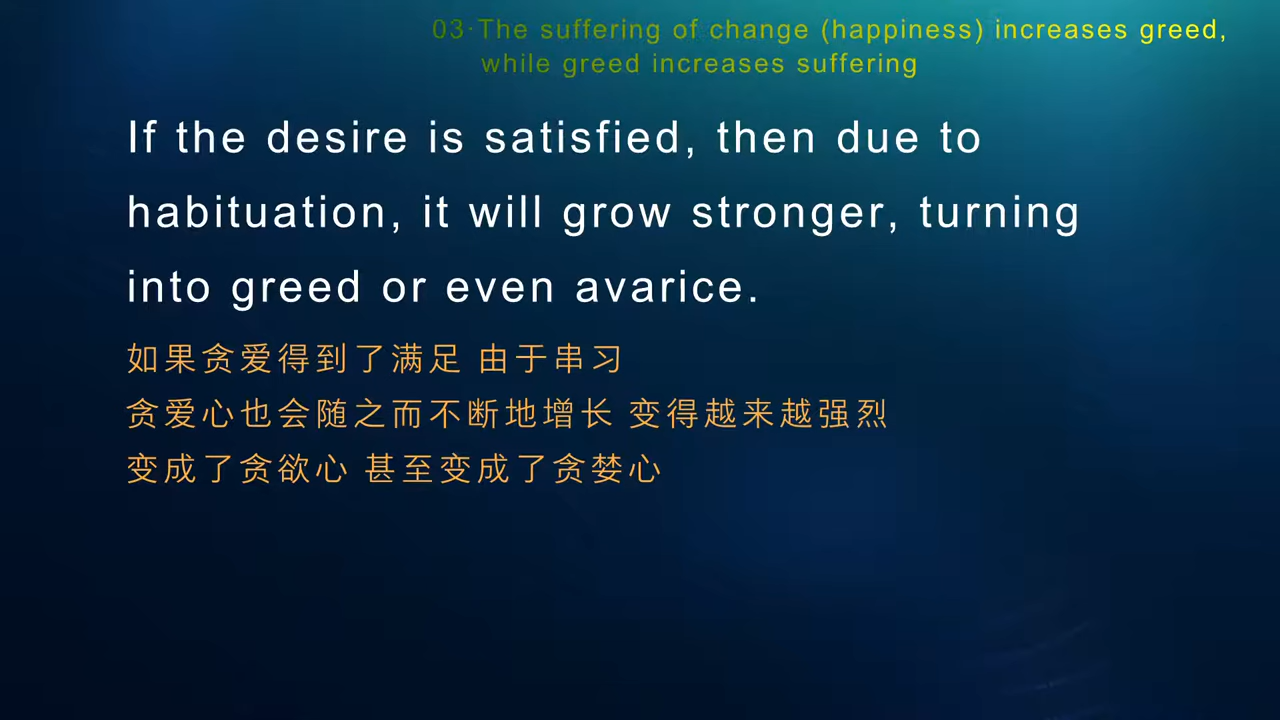 03·The suffering of change (happiness) increases greed,
while greed increases suffering
If the desire is satisfied, then due to
habituation, it will grow stronger, turning
into greed or even avarice.
如果贪爱得到了满足 由于串习
贪爱心也会随之而不断地增长 变得越来越强烈
变成了贪欲心 甚至变成了贪婪心